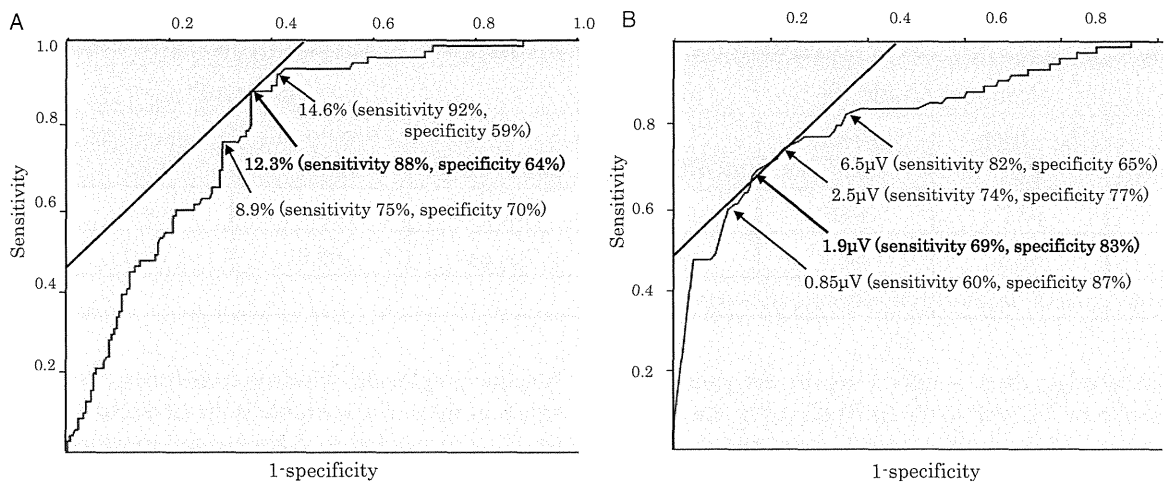 A
0.2 0.4 0.6 0.8 1.0
1.0
0.8
0.6
0.4
0.2
Sensitivity
14.6% (sensitivity 92%,
specificity 59%)
12.3% (sensitivity 88%, specificity 64%)
8.9% (sensitivity 75%, specificity 70%)
1-specificity
B
0.2 0.4 0.6 0.8
0.8
0.6
0.4
0.2
Sensitivity
6.5µV (sensitivity 82%, specificity 65%)
2.5µV (sensitivity 74%, specificity 77%)
1.9µV (sensitivity 69%, specificity 83%)
0.85µV (sensitivity 60%, specificity 87%)
1-specificity